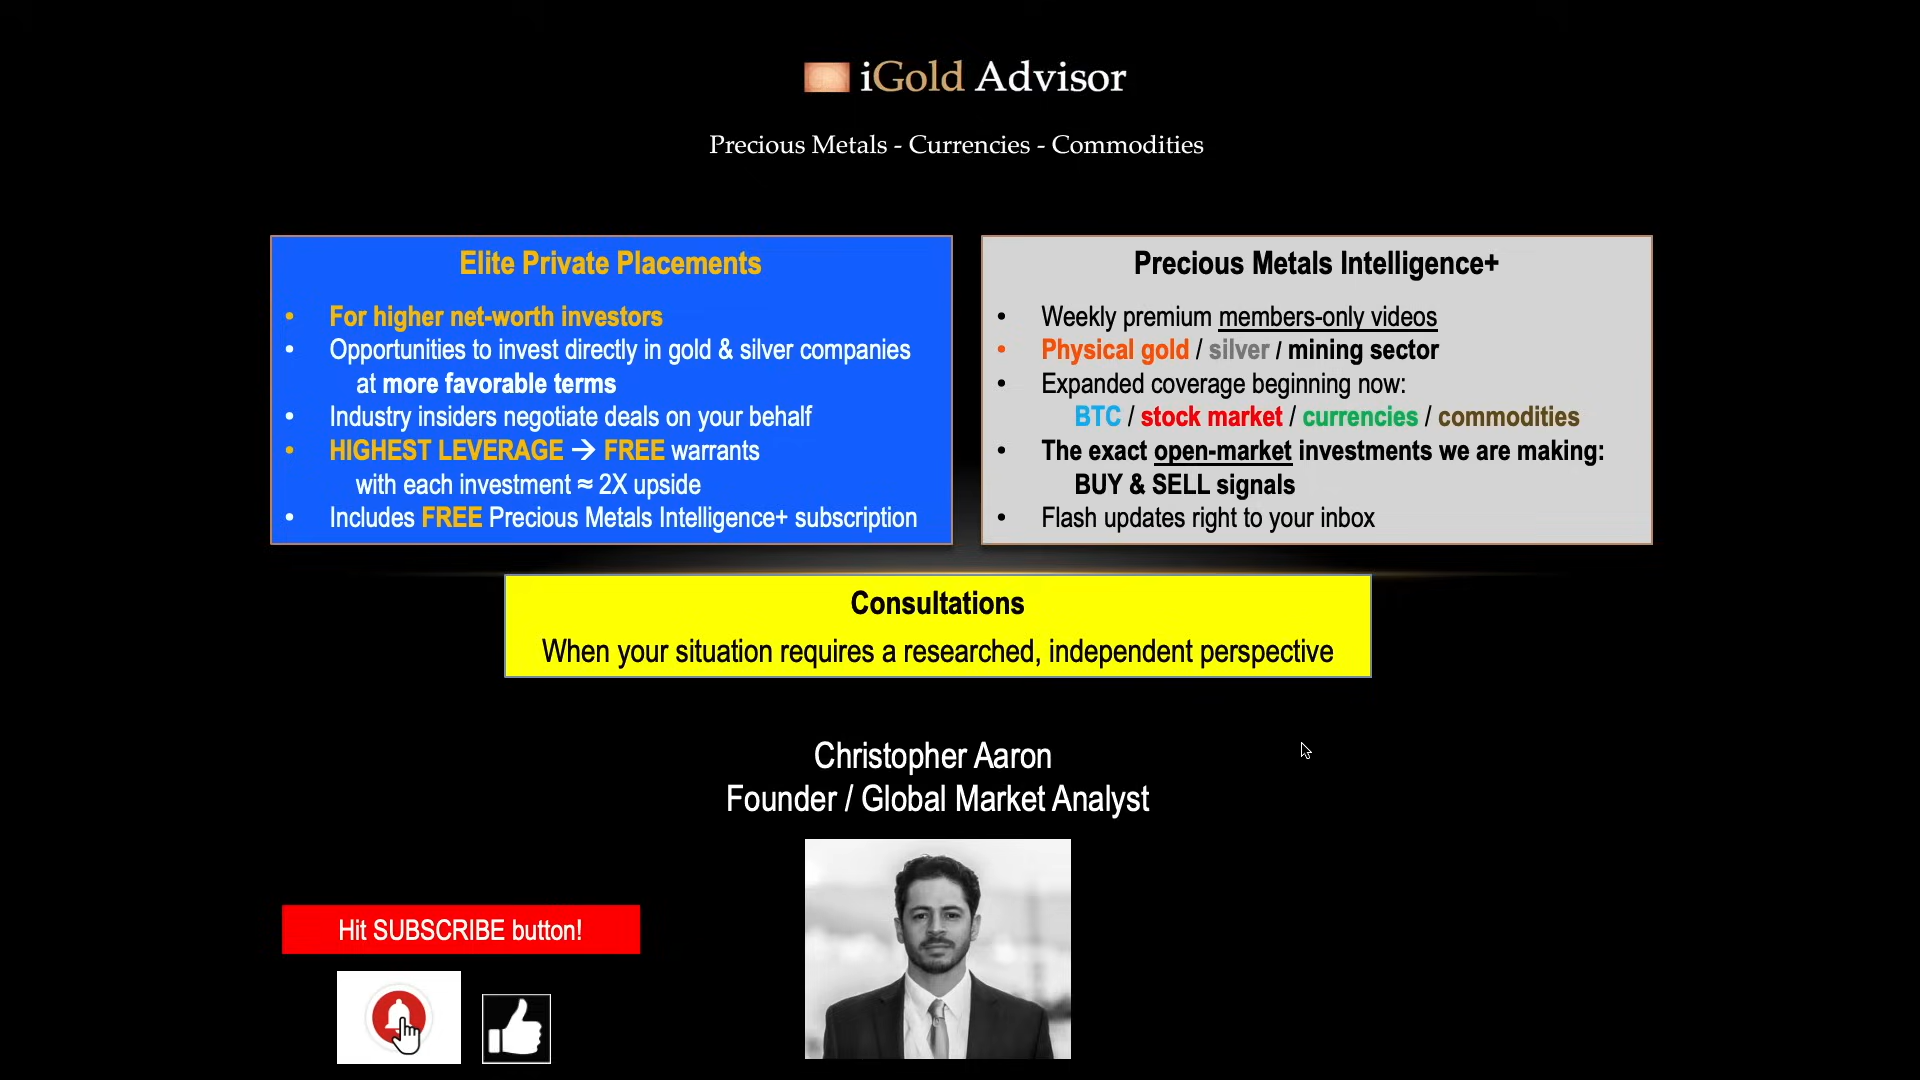 iGold Advisor
Precious Metals - Currencies - Commodities
Elite Private Placements
• For higher net-worth investors
• Opportunities to invest directly in gold & silver companies
at more favorable terms
• Industry insiders negotiate deals on your behalf
• HIGHEST LEVERAGE → FREE warrants
with each investment ≈ 2X upside
• Includes FREE Precious Metals Intelligence+ subscription
Precious Metals Intelligence+
• Weekly premium members-only videos
• Physical gold / silver / mining sector
• Expanded coverage beginning now:
BTC / stock market / currencies / commodities
• The exact open-market investments we are making:
BUY & SELL signals
• Flash updates right to your inbox
Consultations
When your situation requires a researched, independent perspective
Christopher Aaron
Founder / Global Market Analyst
Hit SUBSCRIBE button!